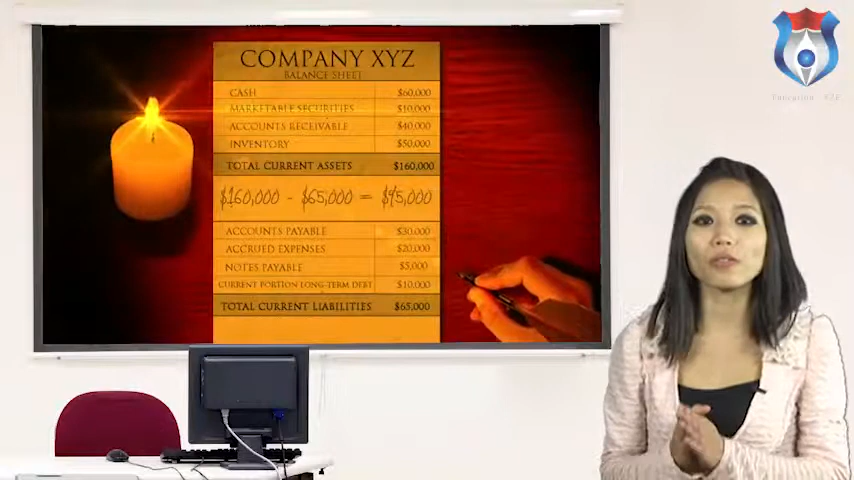 COMPANY XYZ
BALANCE SHEET
CASH $60,000
MARKETABLE SECURITIES $10,000
ACCOUNTS RECEIVABLE $40,000
INVENTORY $50,000
TOTAL CURRENT ASSETS $160,000
$160,000 - $65,000 = $95,000
ACCOUNTS PAYABLE $30,000
ACCRUED EXPENSES $20,000
NOTES PAYABLE $5,000
CURRENT PORTION LONG-TERM DEBT $10,000
TOTAL CURRENT LIABILITIES $65,000